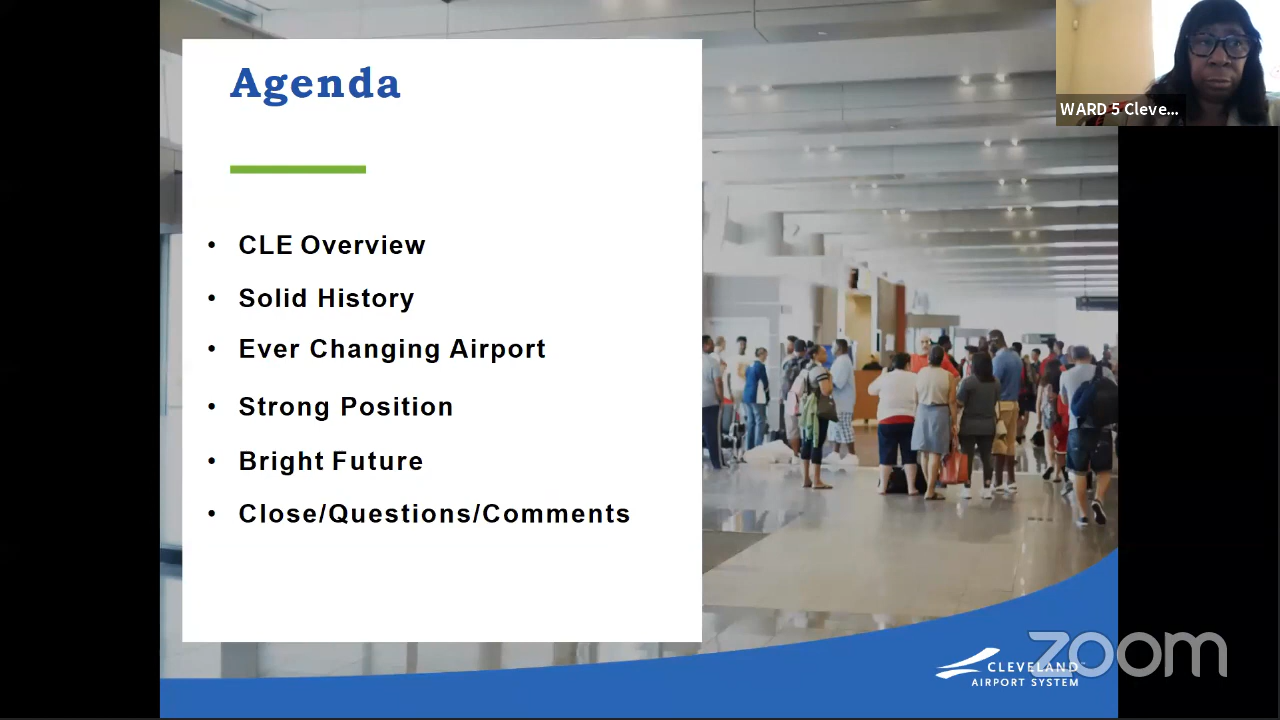 Agenda
WARD 5 Cleve...
• CLE Overview
• Solid History
• Ever Changing Airport
• Strong Position
• Bright Future
• Close/Questions/Comments
zoom
CLEVELAND
AIRPORT SYSTEM